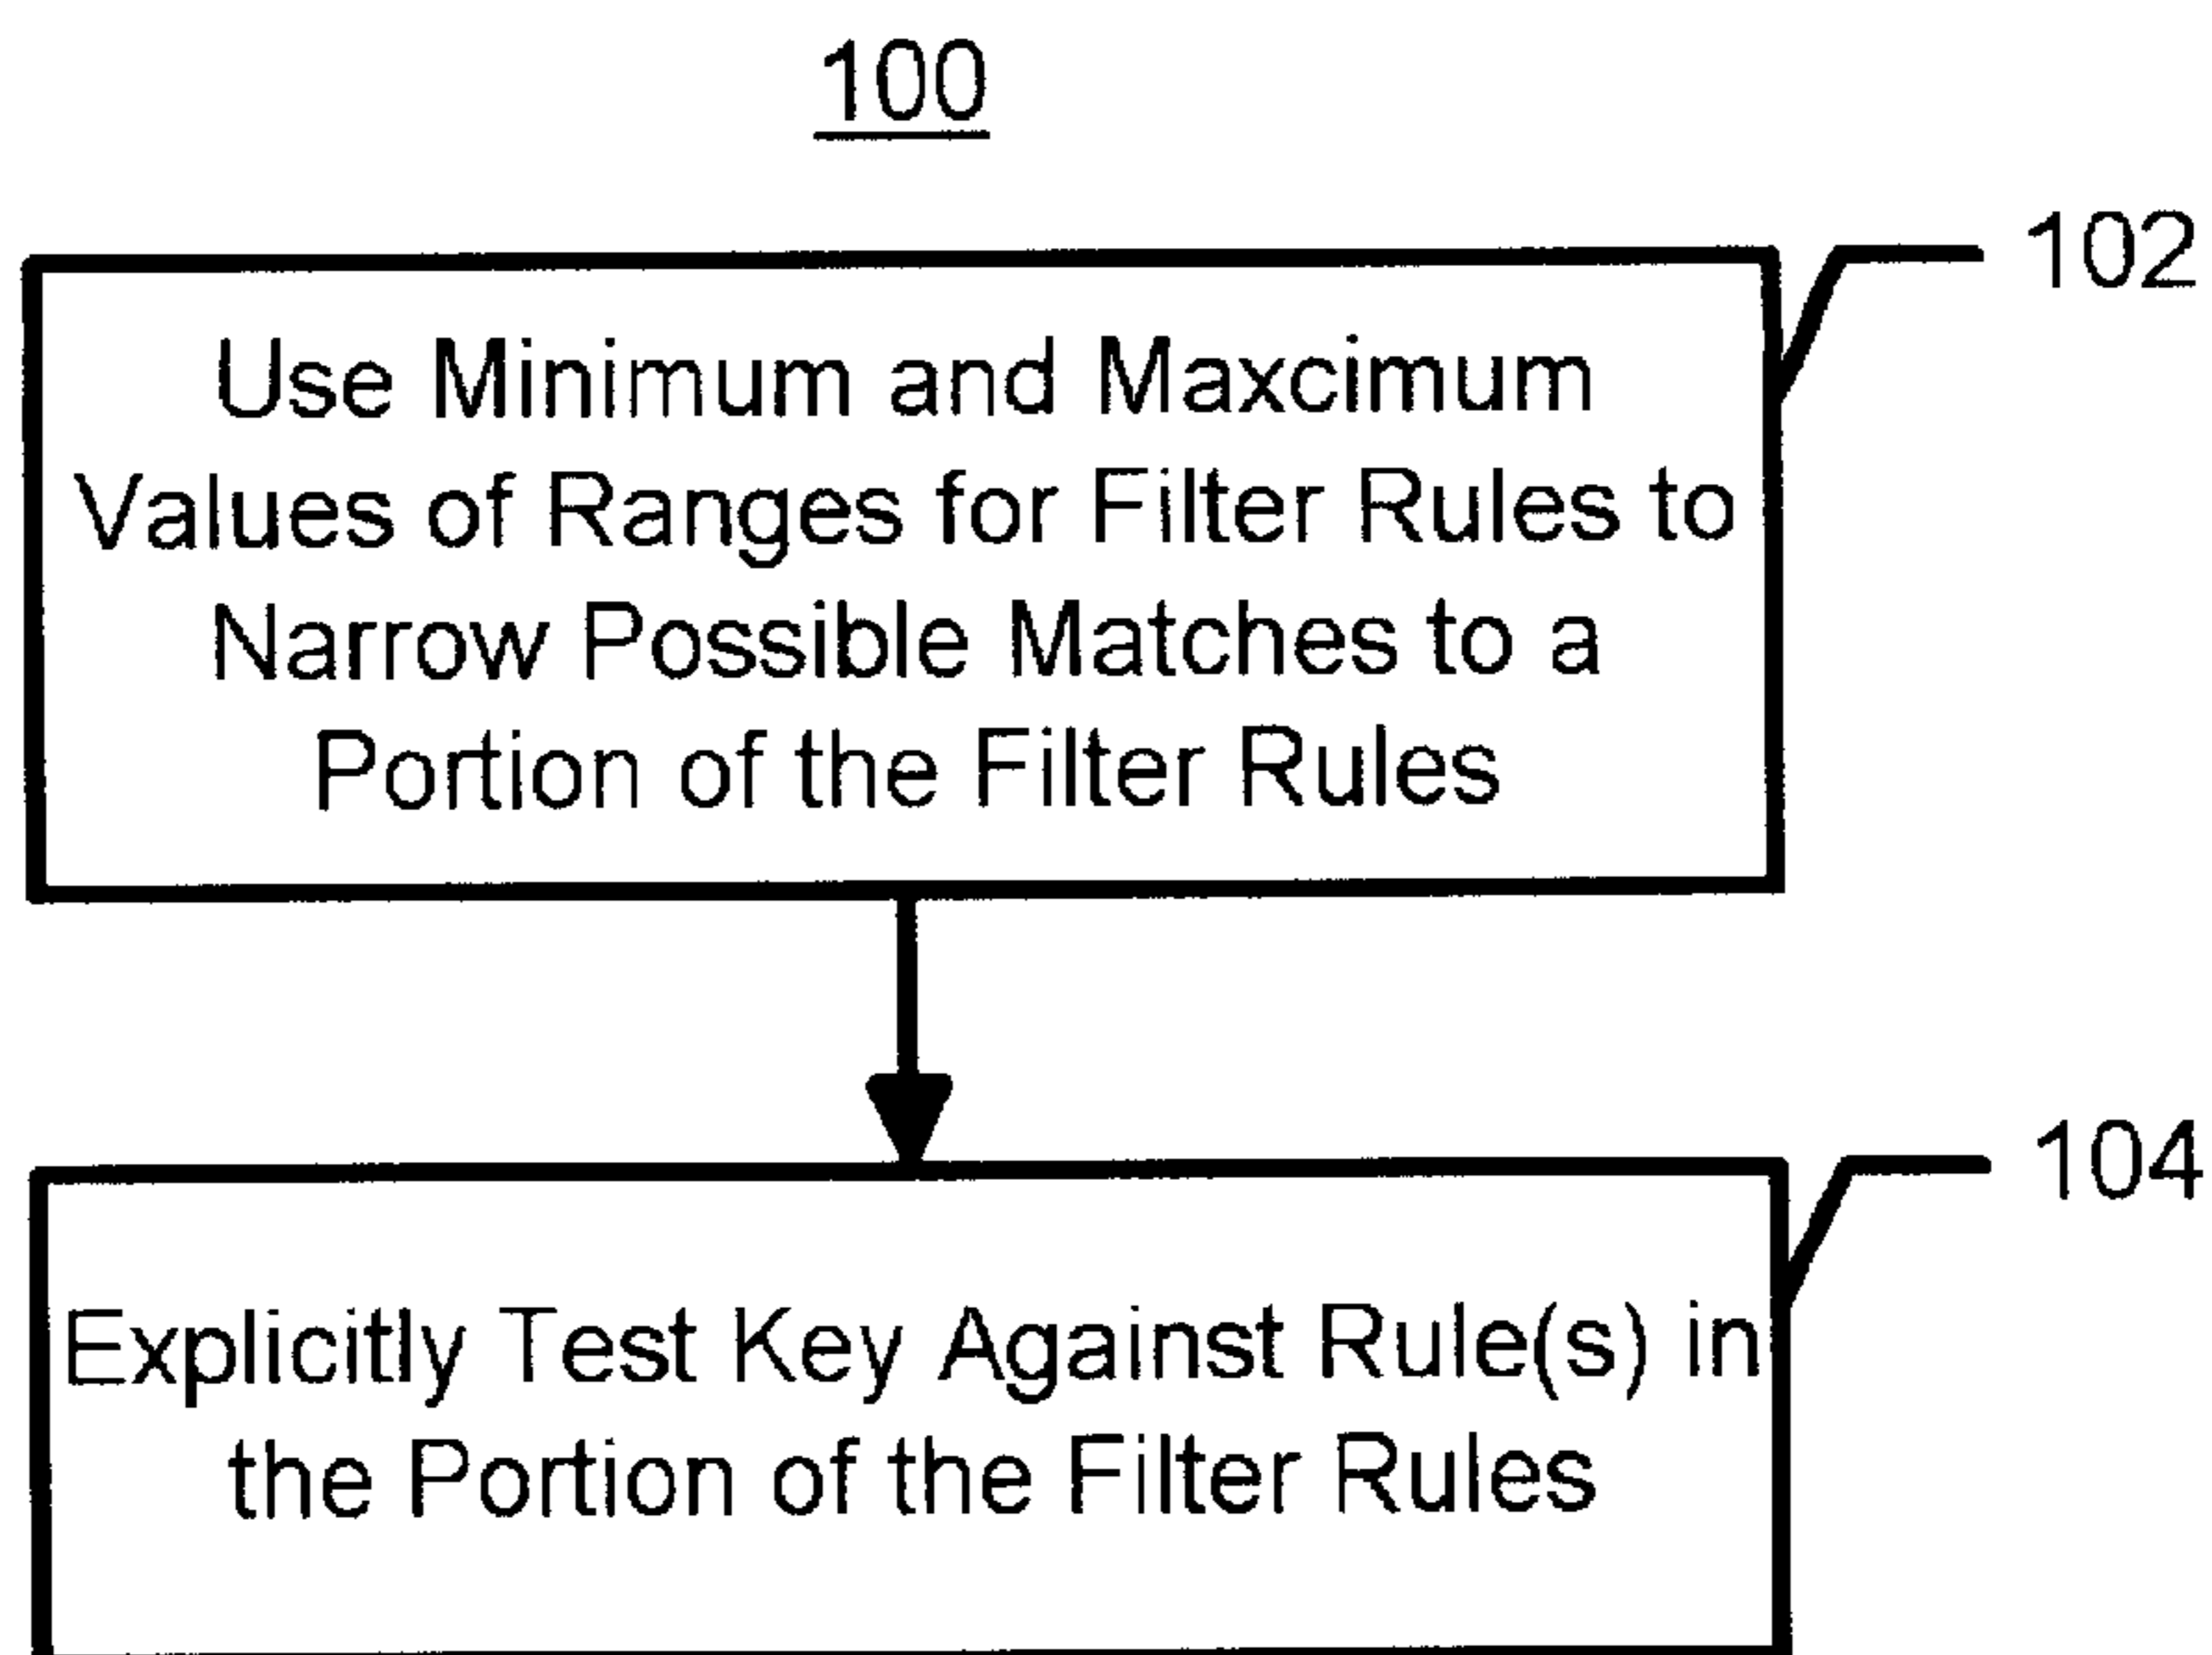 100
102
Use Minimum and Maxcimum
Values of Ranges for Filter Rules to
Narrow Possible Matches to a
Portion of the Filter Rules
104
Explicitly Test Key Against Rule(s) in
the Portion of the Filter Rules